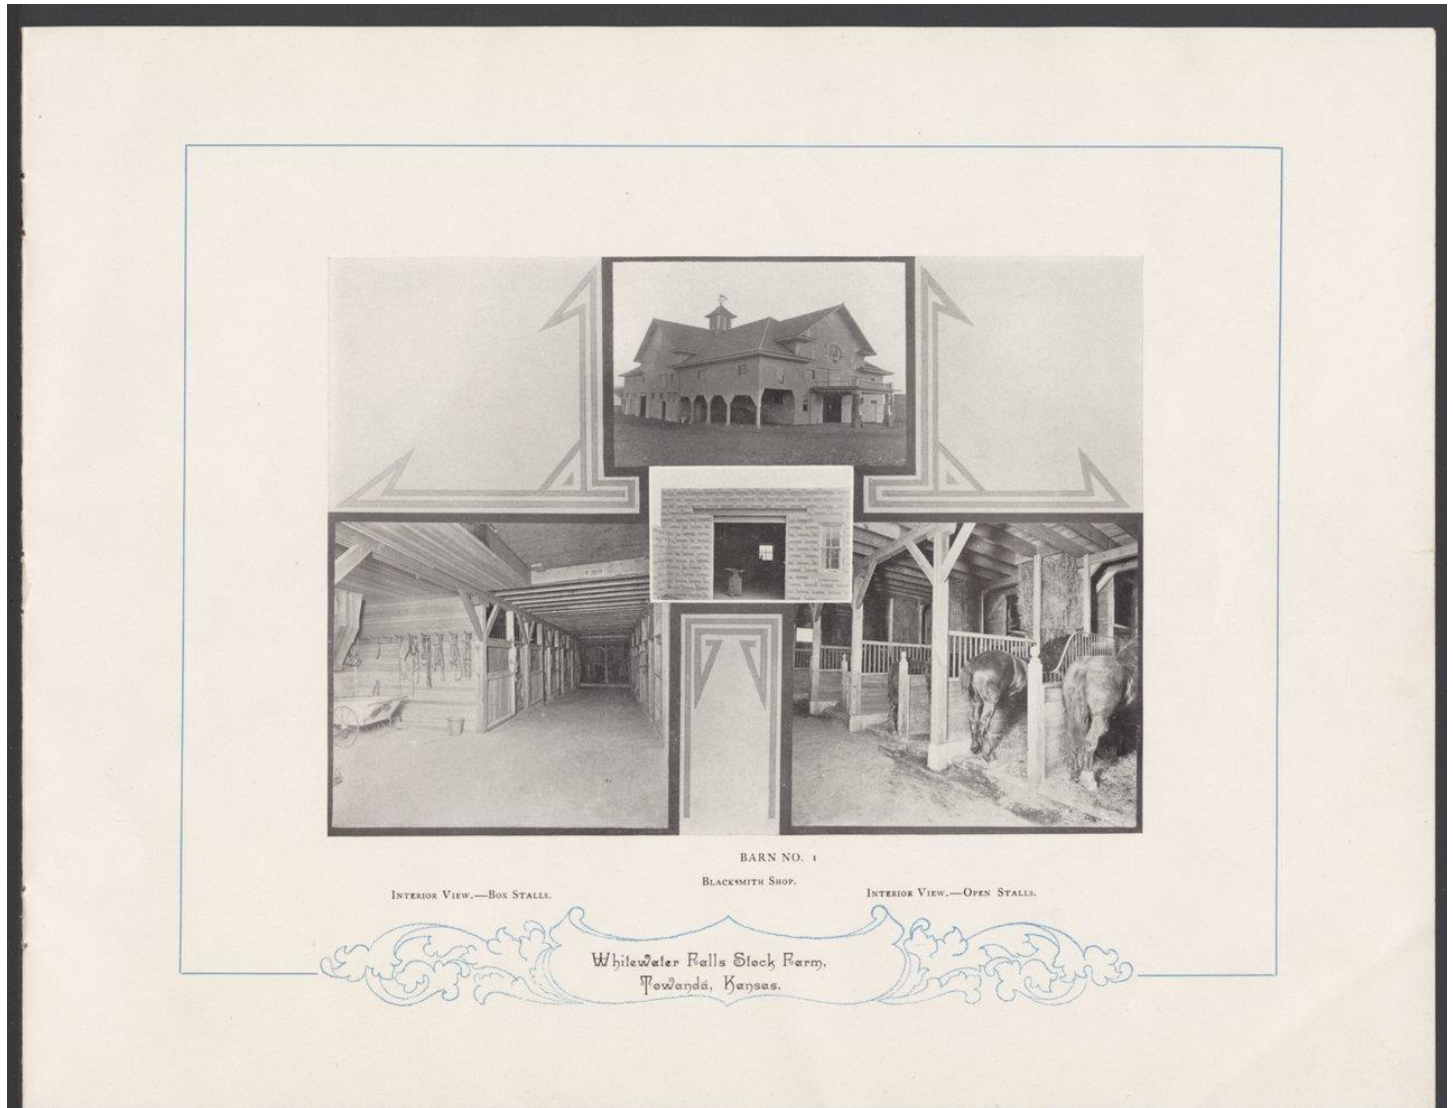 BARN NO. 1
BLACKSMITH SHOP.
INTERIOR VIEW.—BOX STALLS.
INTERIOR VIEW.—OPEN STALLS.
Whitewater Falls Stock Farm,
Towanda, Kansas.